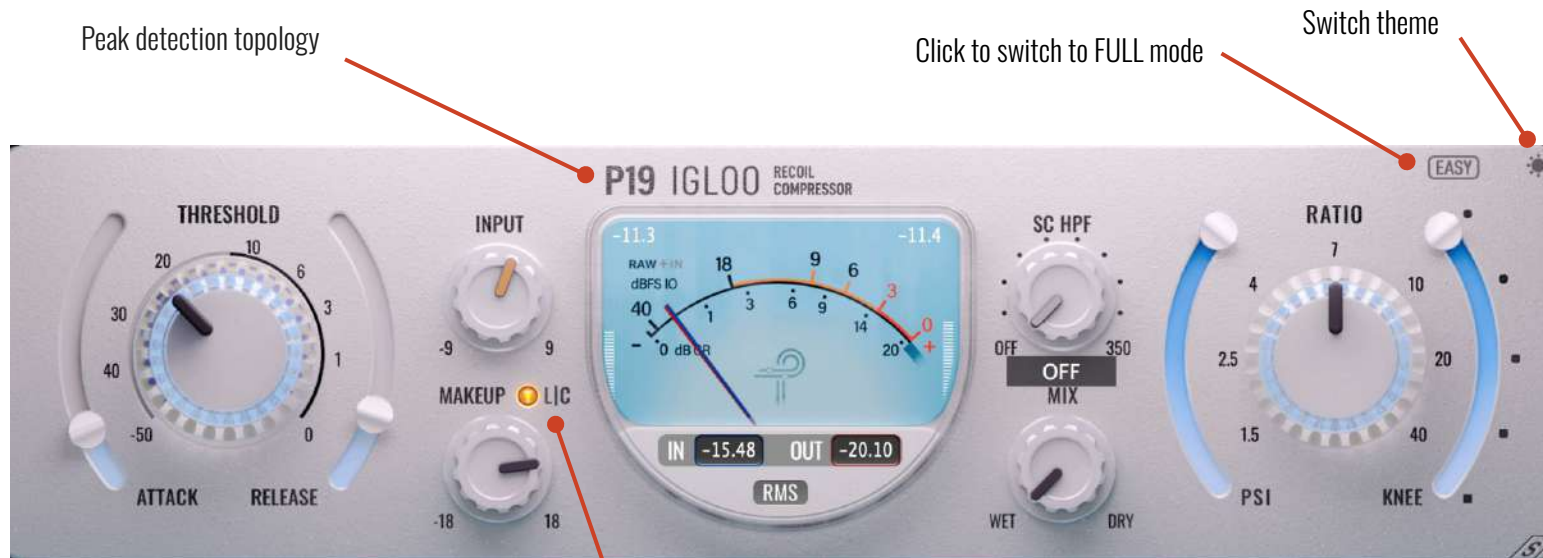 Peak detection topology
Click to switch to FULL mode
Switch theme
P19 IGLOO RECOIL COMPRESSOR
EASY
THRESHOLD
-50
40
30
20
10
6
3
1
0
ATTACK
RELEASE
INPUT
-9
9
MAKEUP L|C
-18
18
-11.3
-11.4
RAW +IN
dBFS IO
40
18
9
6
3
0
-
+
0 dB GR
1
3
6
9
14
20
IN -15.48 OUT -20.10
RMS
SC HPF
OFF
350
OFF
MIX
WET
DRY
RATIO
1.5
2.5
4
7
10
20
40
PSI
KNEE
S